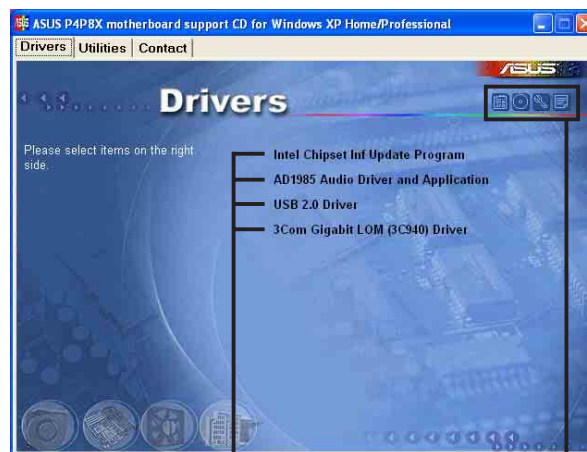 ASUS P4P8X motherboard support CD for Windows XP Home/Professional
Drivers
Utilities
Contact
ASUS
Drivers
Please select items on the right
side.
Intel Chipset Inf Update Program
AD1985 Audio Driver and Application
USB 2.0 Driver
3Com Gigabit LOM (3C940) Driver